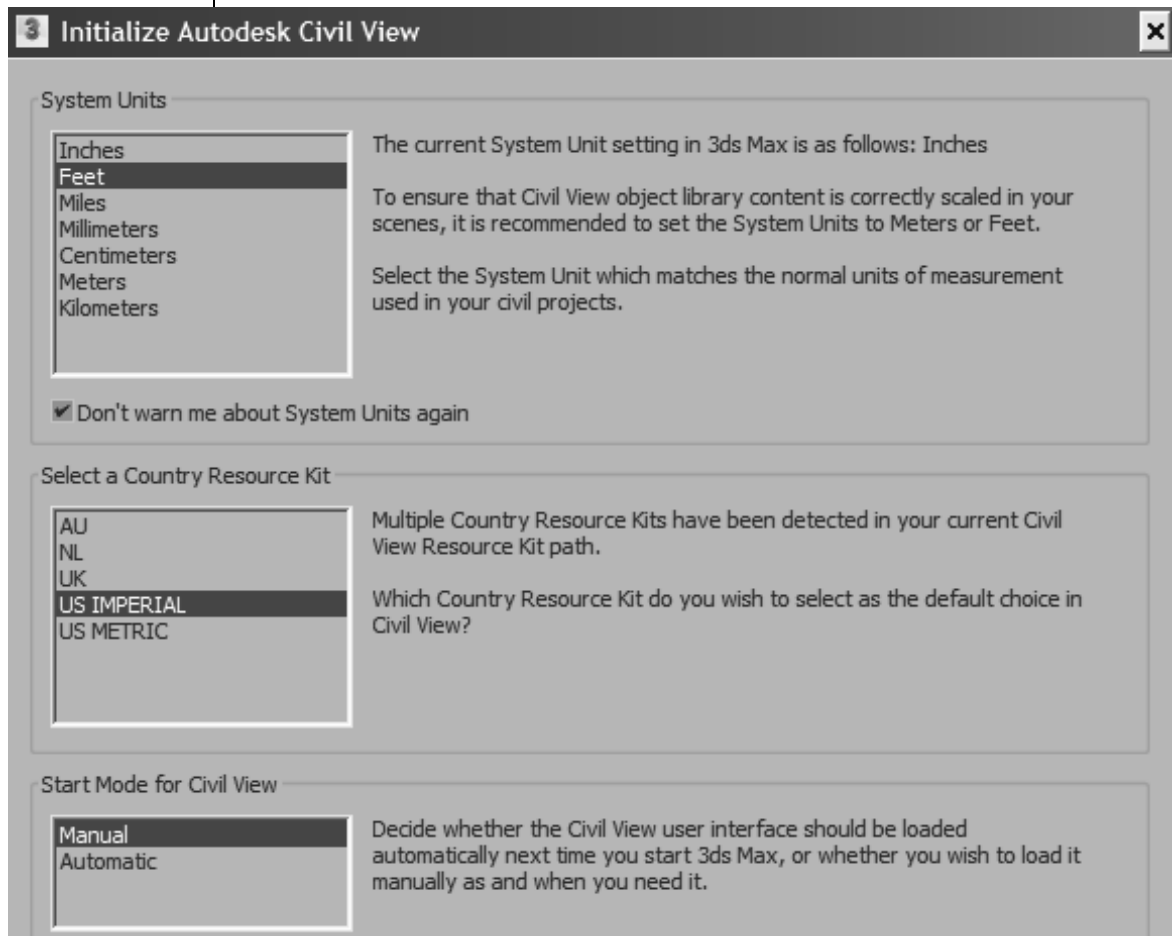 3 Initialize Autodesk Civil View
System Units
Inches
Feet
Miles
Millimeters
Centimeters
Meters
Kilometers
The current System Unit setting in 3ds Max is as follows: Inches
To ensure that Civil View object library content is correctly scaled in your
scenes, it is recommended to set the System Units to Meters or Feet.
Select the System Unit which matches the normal units of measurement
used in your civil projects.
Don't warn me about System Units again
Select a Country Resource Kit
AU
NL
UK
US IMPERIAL
US METRIC
Multiple Country Resource Kits have been detected in your current Civil
View Resource Kit path.
Which Country Resource Kit do you wish to select as the default choice in
Civil View?
Start Mode for Civil View
Manual
Automatic
Decide whether the Civil View user interface should be loaded
automatically next time you start 3ds Max, or whether you wish to load it
manually as and when you need it.